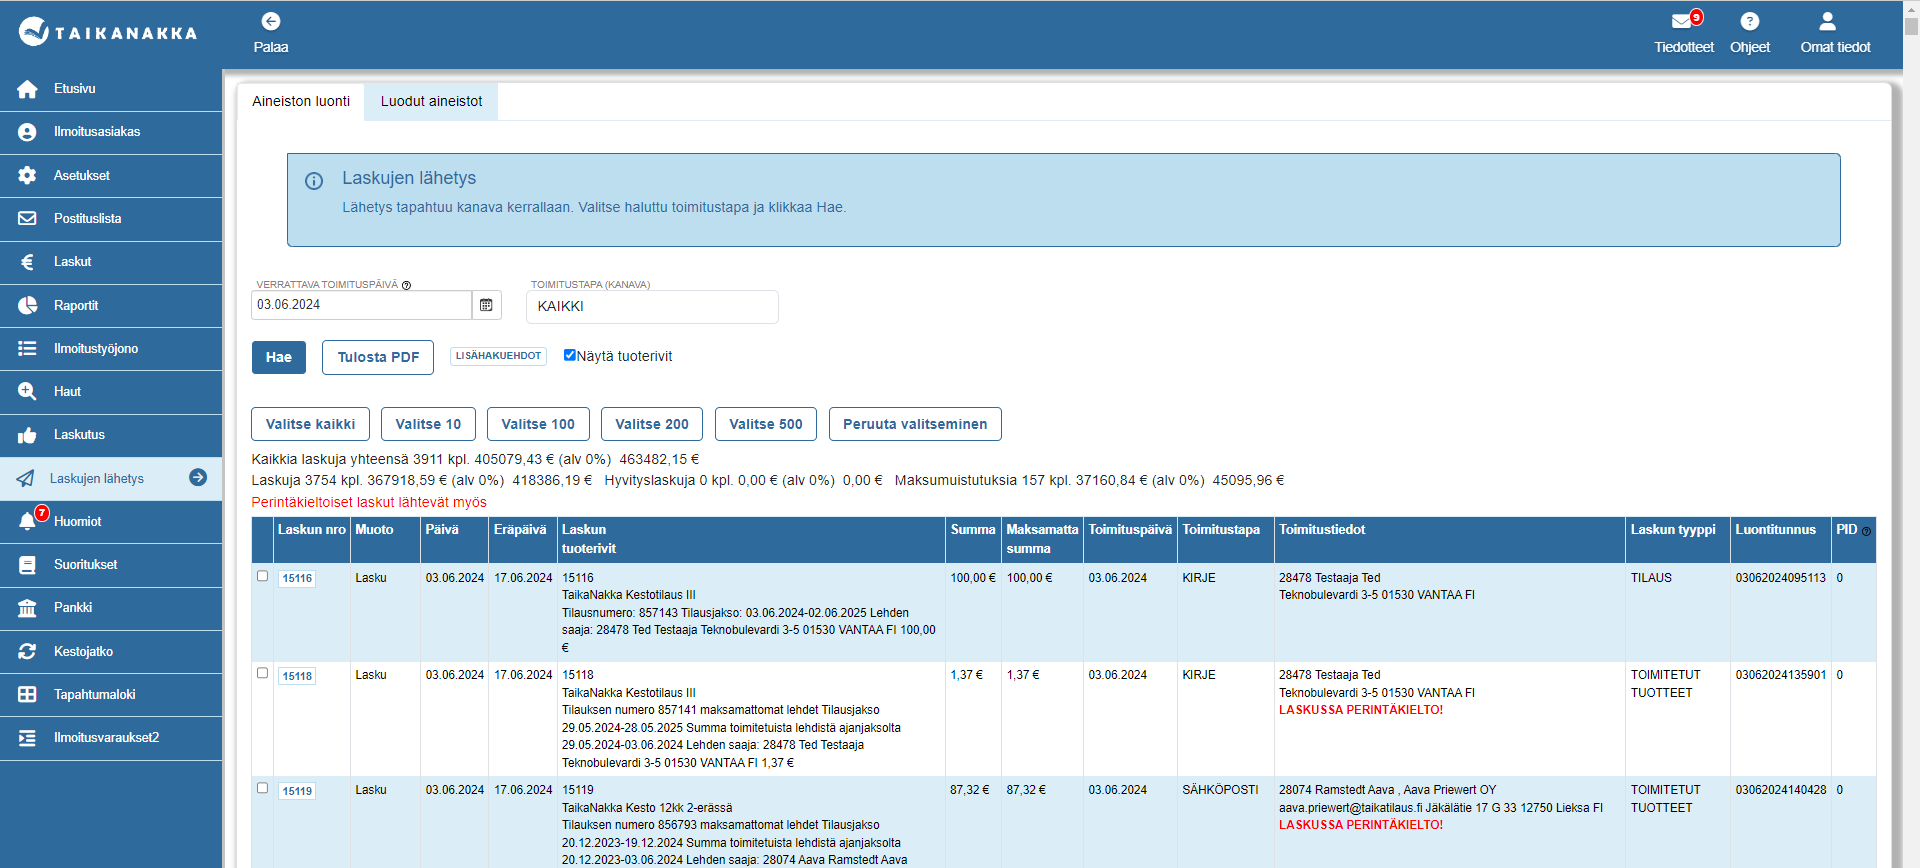 TAIKANAKKA
Palaa
9
Tiedotteet
Ohjeet
Omat tiedot
Etusivu
Ilmoitusasiakas
Asetukset
Postituslista
Laskut
Raportit
Ilmoitustyöjono
Haut
Laskutus
Laskujen lähetys
7
Huomiot
Suoritukset
Pankki
Kestojatko
Tapahtumaloki
Ilmoitusvaraukset2
Aineiston luonti
Luodut aineistot
Laskujen lähetys
Lähetys tapahtuu kanava kerrallaan. Valitse haluttu toimitustapa ja klikkaa Hae.
VERRATTAVA TOIMITUSPÄIVÄ
TOIMITUSTAPA (KANAVA)
03.06.2024
KAIKKI
Hae
Tulosta PDF
LISÄHAKUEHDOT
Näytä tuoterivit
Valitse kaikki
Valitse 10
Valitse 100
Valitse 200
Valitse 500
Peruuta valitseminen
Kaikkia laskuja yhteensä 3911 kpl. 405079,43 € (alv 0%) 463482,15 €
Laskuja 3754 kpl. 367918,59 € (alv 0%) 418386,19 € Hyvityslaskuja 0 kpl. 0,00 € (alv 0%) 0,00 € Maksumuistutuksia 157 kpl. 37160,84 € (alv 0%) 45095,96 €
Perintäkieltoiset laskut lähtevät myös
Laskun nro
Muoto
Päivä
Eräpäivä
Laskun
tuoterivit
Summa
Maksamatta
summa
Toimituspäivä
Toimitustapa
Toimitustiedot
Laskun tyyppi
Luontitunnus
PID
15116
Lasku
03.06.2024
17.06.2024
15116
TaikaNakka Kestotilaus III
Tilausnumero: 857143 Tilausjakso: 03.06.2024-02.06.2025 Lehden
saaja: 28478 Ted Testaaja Teknobulevardi 3-5 01530 VANTAA FI 100,00
€
100,00 €
100,00 €
03.06.2024
KIRJE
28478 Testaaja Ted
Teknobulevardi 3-5 01530 VANTAA FI
TILAUS
03062024095113
0
15118
Lasku
03.06.2024
17.06.2024
15118
TaikaNakka Kestotilaus III
Tilauksen numero 857141 maksamattomat lehdet Tilausjakso
29.05.2024-28.05.2025 Summa toimitetuista lehdistä ajanjaksolta
29.05.2024-03.06.2024 Lehden saaja: 28478 Ted Testaaja
Teknobulevardi 3-5 01530 VANTAA FI 1,37 €
1,37 €
1,37 €
03.06.2024
KIRJE
28478 Testaaja Ted
Teknobulevardi 3-5 01530 VANTAA FI
LASKUSSA PERINTÄKIELTO!
TOIMITETUT
TUOTTEET
03062024135901
0
15119
Lasku
03.06.2024
17.06.2024
15119
TaikaNakka Kesto 12kk 2-erässä
Tilauksen numero 856793 maksamattomat lehdet Tilausjakso
20.12.2023-19.12.2024 Summa toimitetuista lehdistä ajanjaksolta
20.12.2023-03.06.2024 Lehden saaja: 28074 Aava Ramstedt Aava
87,32 €
87,32 €
03.06.2024
SÄHKÖPOSTI
28074 Ramstedt Aava , Aava Priewert OY
aava.priewert@taikatilaus.fi Jäkälätie 17 G 33 12750 Lieksa FI
LASKUSSA PERINTÄKIELTO!
TOIMITETUT
TUOTTEET
03062024140428
0